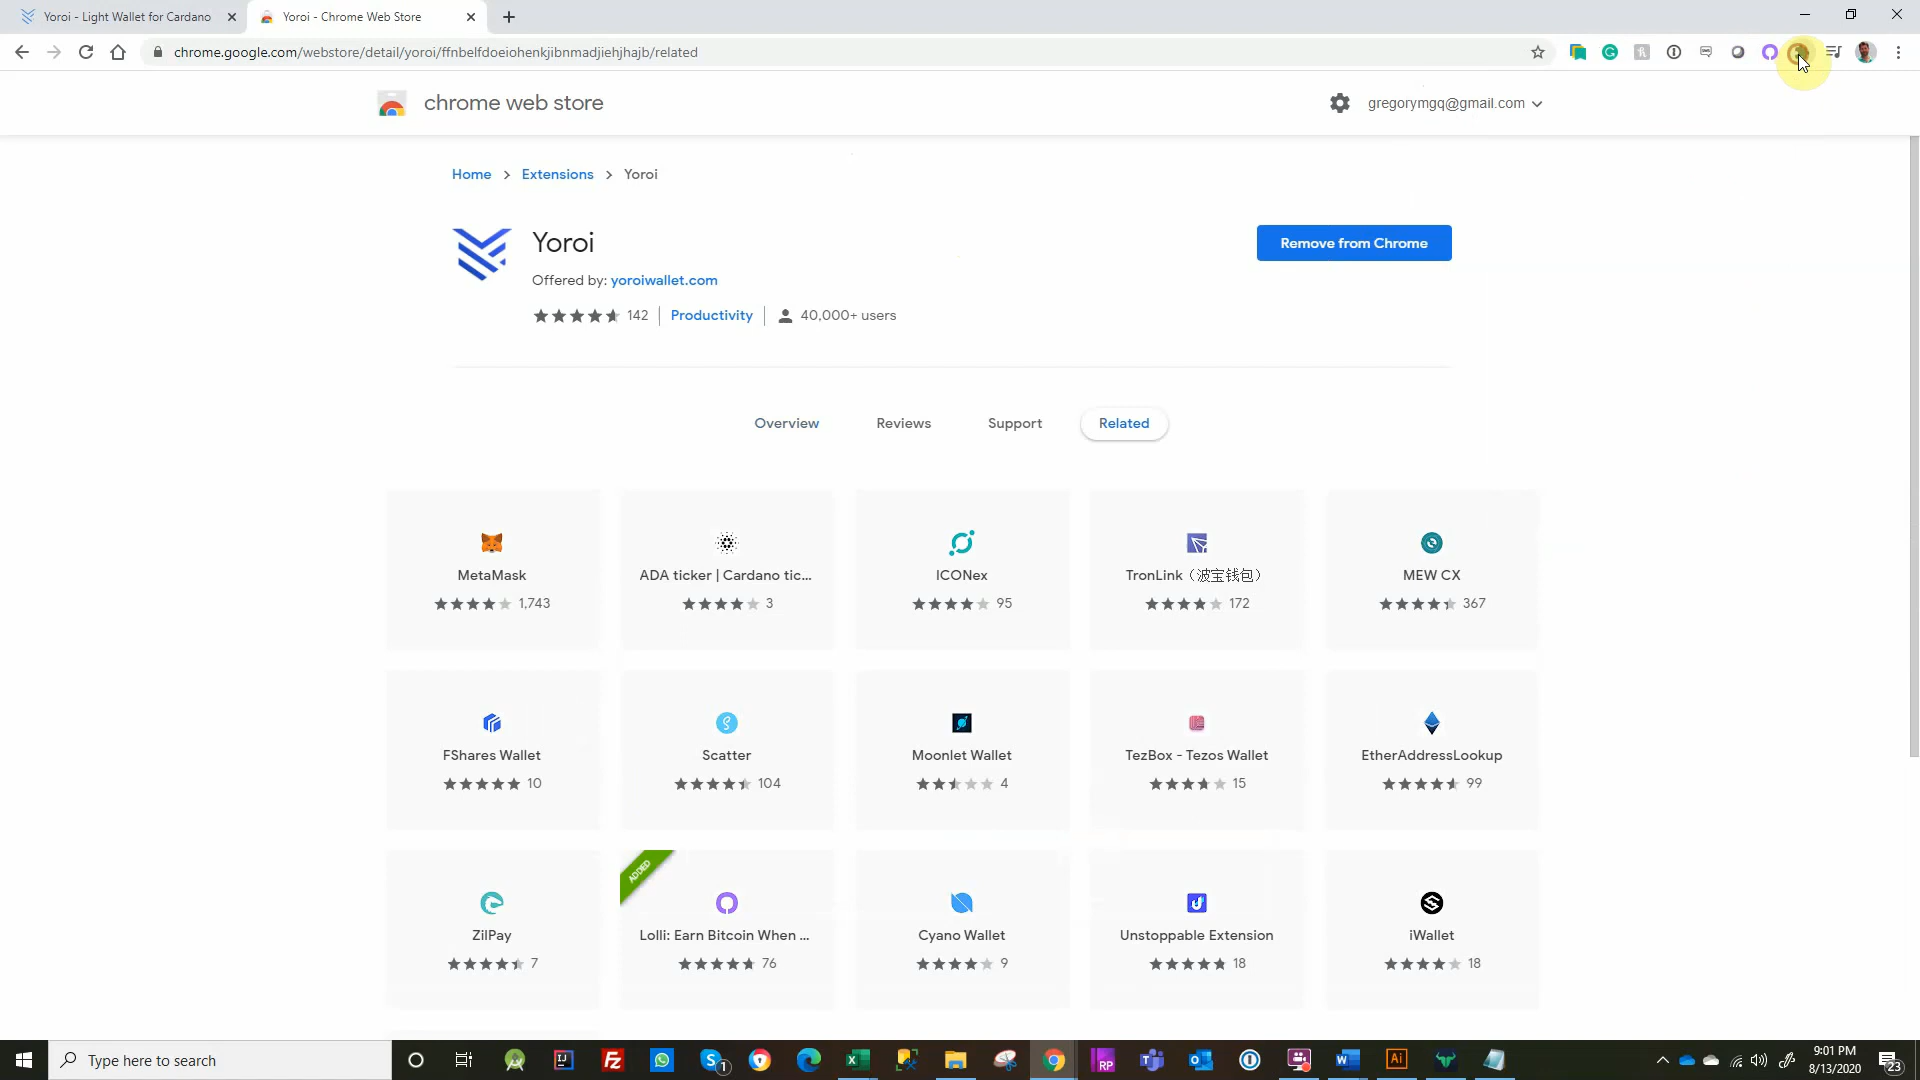 Yoroi - Light Wallet for Cardano
Yoroi - Chrome Web Store
chrome.google.com/webstore/detail/yoroi/ffnbelfdoeiohenkjibnmadjiehjhajb/related
chrome web store
gregorymgq@gmail.com
Home > Extensions > Yoroi
Yoroi
Remove from Chrome
Offered by: yoroiwallet.com
142
Productivity
40,000+ users
Overview
Reviews
Support
Related
MetaMask
1,743
ADA ticker | Cardano tic...
3
ICONex
95
TronLink（波宝钱包）
172
MEW CX
367
FShares Wallet
10
Scatter
104
Moonlet Wallet
4
TezBox - Tezos Wallet
15
EtherAddressLookup
99
ZilPay
7
ADDED
Lolli: Earn Bitcoin When ...
76
Cyano Wallet
9
Unstoppable Extension
18
iWallet
18
Type here to search
9:01 PM
8/13/2020
23